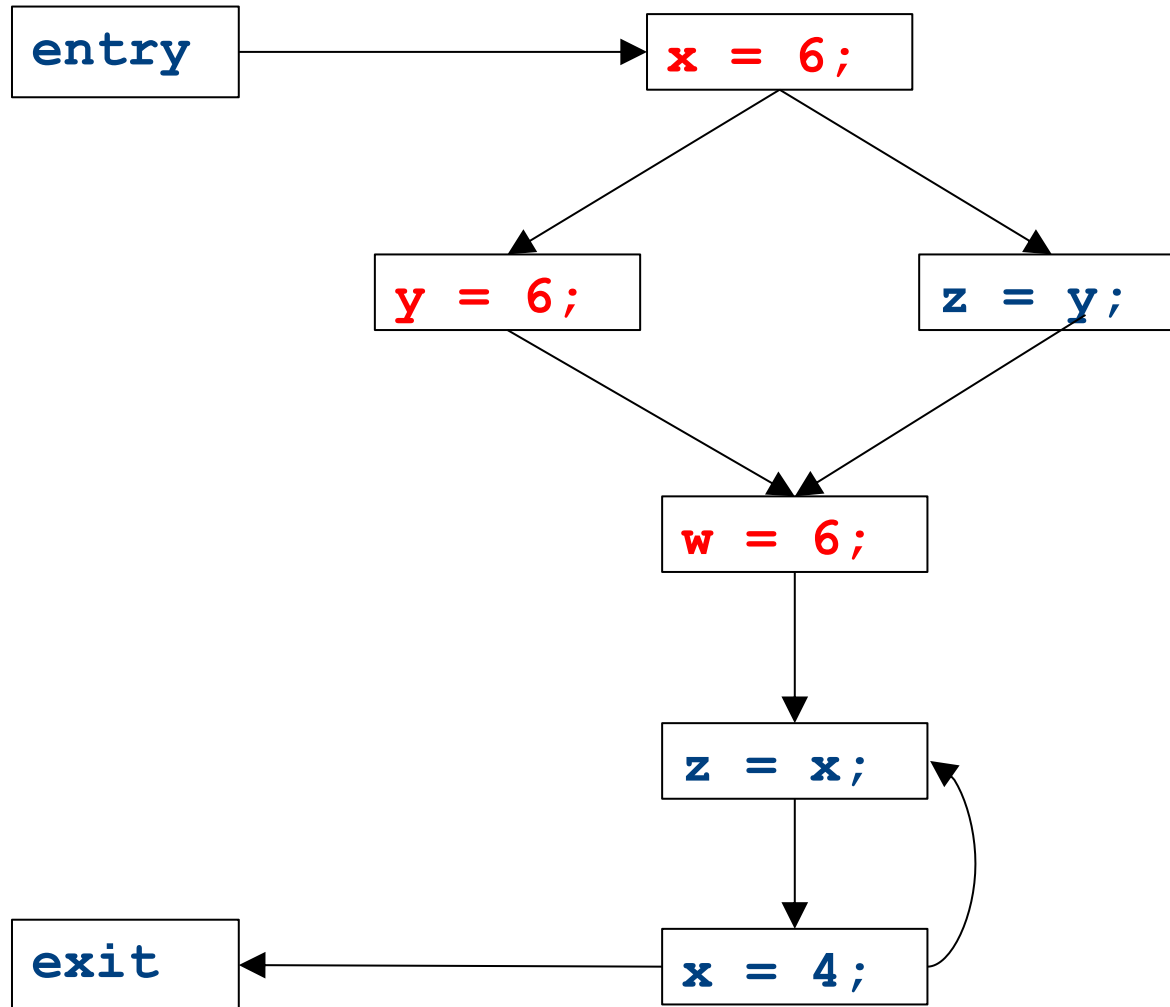 entry
x = 6;
y = 6;
z = y;
w = 6;
z = x;
x = 4;
exit